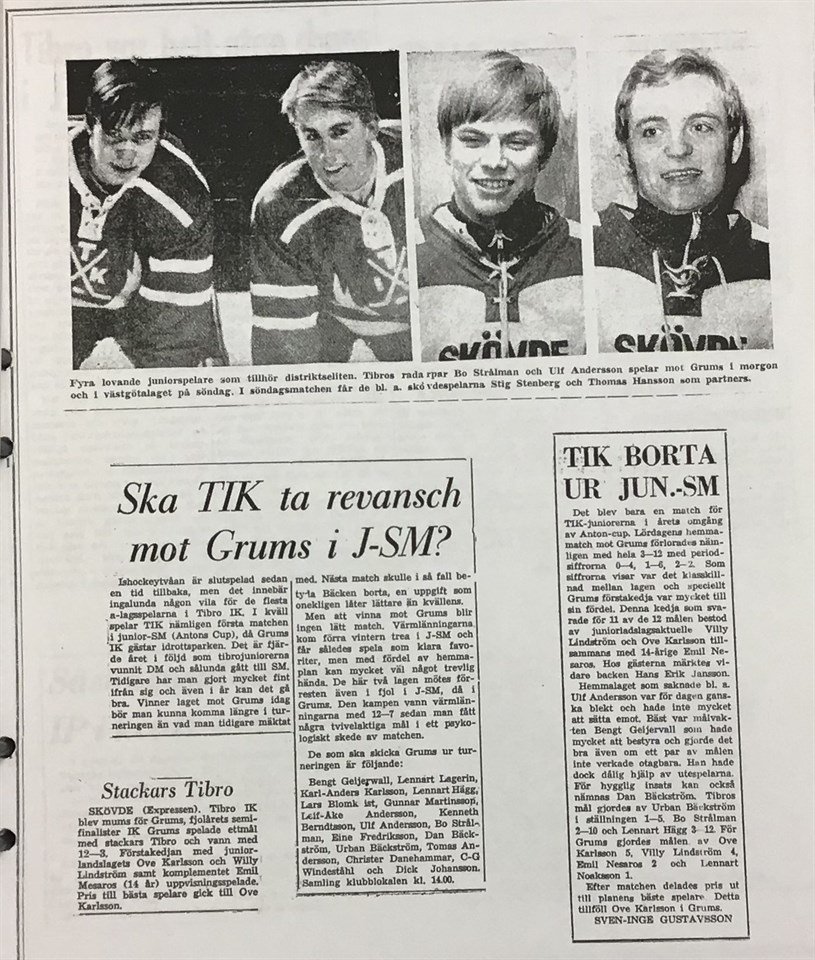 TIK
SKÖVDE
SKÖVDE
Fyra lovande juniorspelare som tillhör distriktseliten. Tibros radarpar Bo Strålman och Ulf Andersson spelar mot Grums i morgon
och i västgötalaget på söndag. I söndagsmatchen får de bl. a. skövdespelarna Stig Stenberg och Thomas Hansson som partners.
Ska TIK ta revansch
mot Grums i J-SM?
Ishockeytvåan är slutspelad sedan
en tid tillbaka, men det innebär
ingalunda någon vila för de flesta
a-lagsspelarna i Tibro IK. I kväll
spelar TIK nämligen första matchen
i junior-SM (Antons Cup), då Grums
IK gästar idrottsparken. Det är fjär-
de året i följd som tibrojuniorerna
vunnit DM och sålunda gått till SM.
Tidigare har man gjort mycket fint
ifrån sig och även i år kan det gå
bra. Vinner laget mot Grums idag
bör man kunna komma längre i tur-
neringen än vad man tidigare mäktat
med. Nästa match skulle i så fall be-
tyda Bäcken borta, en uppgift som
onekligen låter lättare än kvällens.
Men att vinna mot Grums blir
ingen lätt match. Värmlänningarna
kom förra vintern trea i J-SM och
får således spela som klara favo-
riter, men med fördel av hemma-
plan kan mycket väl något trevlig
hända. De här två lagen mötes för-
resten även i fjol i J-SM, då i
Grums. Den kampen vann värmlän-
ningarna med 12—7 sedan man fått
några tvivelaktiga mål i ett psyko-
logiskt skede av matchen.
De som ska skicka Grums ur tur-
neringen är följande:
Bengt Geijerwall, Lennart Lagerin,
Karl-Anders Karlsson, Lennart Hägg,
Lars Blomk ist, Gunnar Martinsson,
Leif-Åke Andersson, Kenneth
Berndtsson, Ulf Andersson, Bo Strål-
man, Eine Fredriksson, Dan Bäck-
ström, Urban Bäckström, Tomas An-
dersson, Christer Danehammar, C-G
Windeståhl och Dick Johansson.
Samling klubblokalen kl. 14.00.
Stackars Tibro
SKÖVDE (Expressen). Tibro IK
blev mums för Grums, fjolårets semi-
finalister IK Grums spelade ettmål
med stackars Tibro och vann med
12—3. Förstakedjan med junior-
landslagets Ove Karlsson och Willy
Lindström samt komplementet Emil
Mesaros (14 år) uppvisningsspelade.
Pris till bästa spelare gick till Ove
Karlsson.
TIK BORTA
UR JUN.-SM
Det blev bara en match för
TIK-juniorerna i årets omgång
av Anton-cup. Lördagens hemma-
match mot Grums förlorades näm-
ligen med hela 3—12 med period-
siffrorna 0—4, 1—6, 2—2. Som
siffrorna visar var det klasskill-
nad mellan lagen och speciellt
Grums förstakedja var mycket till
sin fördel. Denna kedja som sva-
rade för 11 av de 12 målen bestod
av juniorladslagsaktuelle Villy
Lindström och Ove Karlsson till-
sammans med 14-årige Emil Ne-
saros. Hos gästerna märktes vi-
dare backen Hans Erik Jansson.
Hemmalaget som saknade bl. a.
Ulf Andersson var för dagen gans-
ka blekt och hade inte mycket
att sätta emot. Bäst var målvak-
ten Bengt Geijervall som hade
mycket att bestyra och gjorde det
bra även om ett par av målen
inte verkade otagbara. Han hade
dock dålig hjälp av utespelarna.
För hygglig insats kan också
nämnas Dan Bäckström. Tibros
mål gjordes av Urban Bäckström
i ställningen 1—5. Bo Strålman
2—10 och Lennart Hägg 3—12. För
Grums gjordes målen av Ove
Karlsson 5, Villy Lindström 4,
Emil Nesaros 2 och Lennart
Noaksson 1.
Efter matchen delades pris ut
till planens bäste spelare Detta
tillföll Ove Karlsson i Grums.
SVEN-INGE GUSTAVSSON